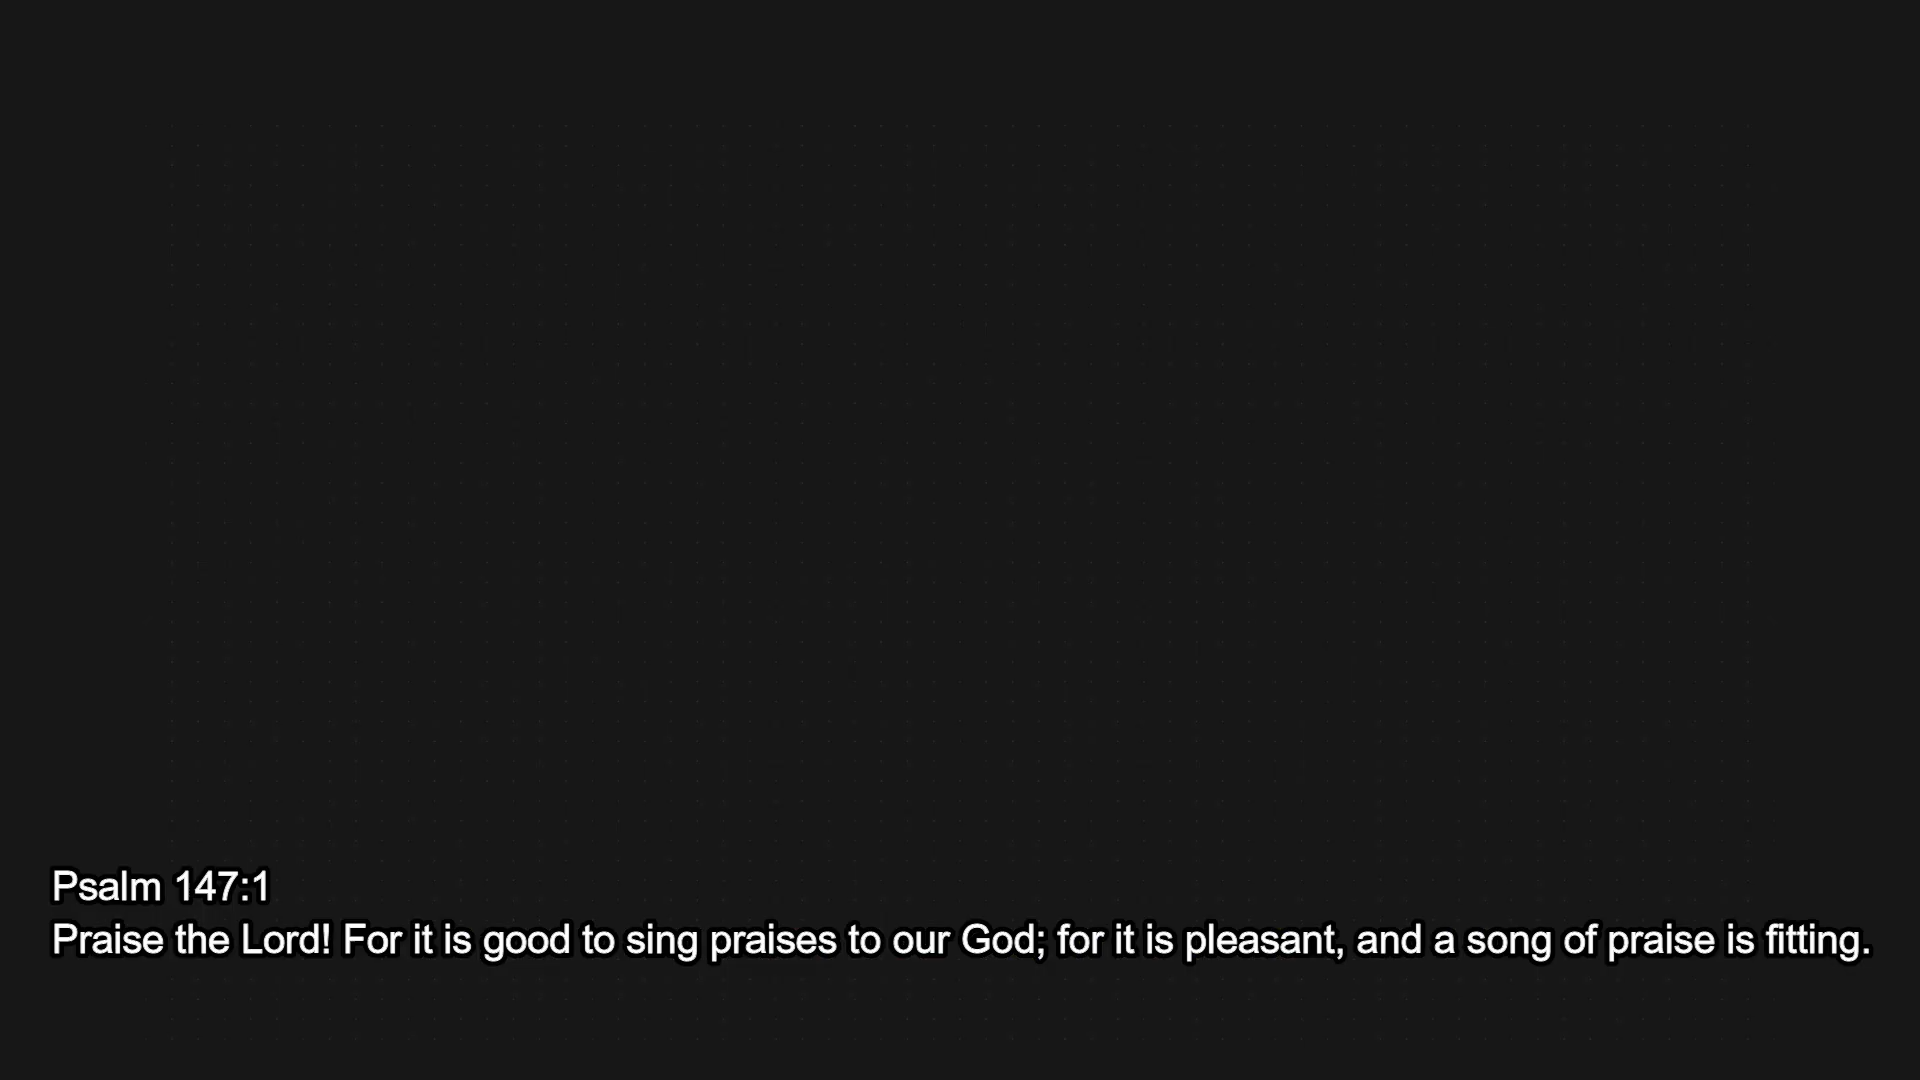 Psalm 147:1
Praise the Lord! For it is good to sing praises to our God; for it is pleasant, and a song of praise is fitting.